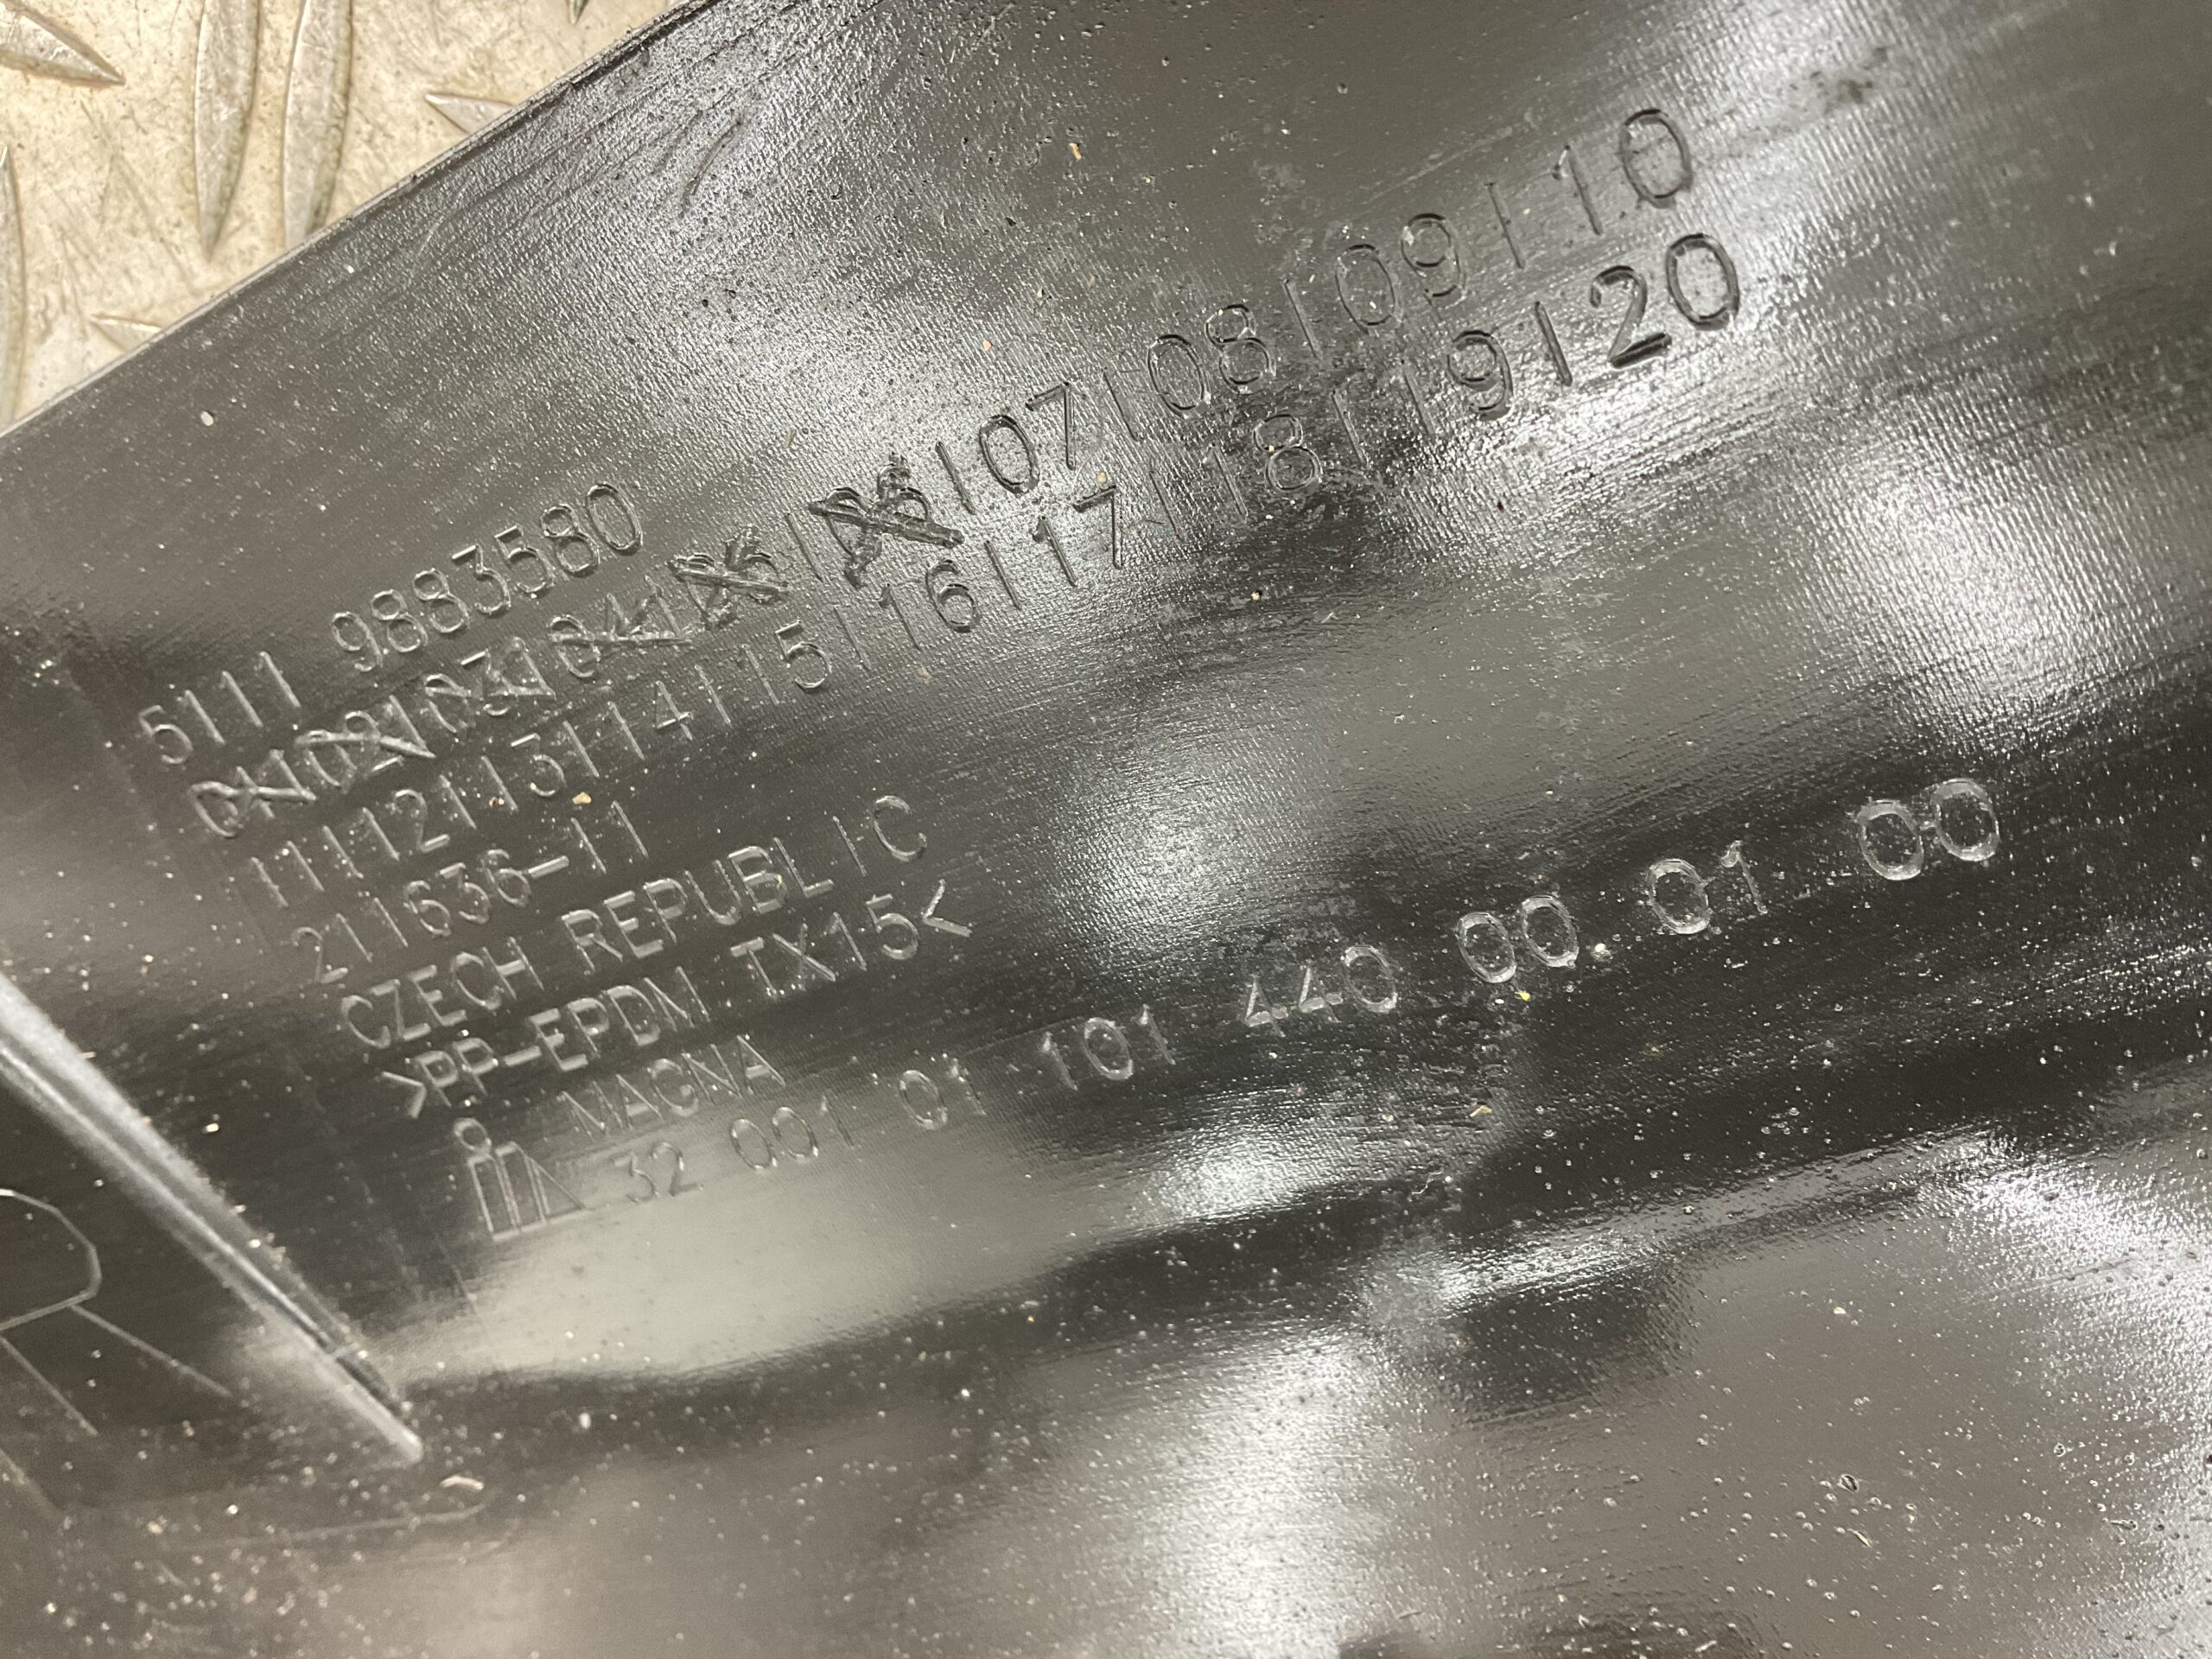 5111 9883580
01|02|03|04|05|06|07|08|09|10
11|12|13|14|15|16|17|18|19|20
211636-11
CZECH REPUBLIC
>PP-EPDM TX15<
MAGNA
32 001 01 101 440 00 01 00
R